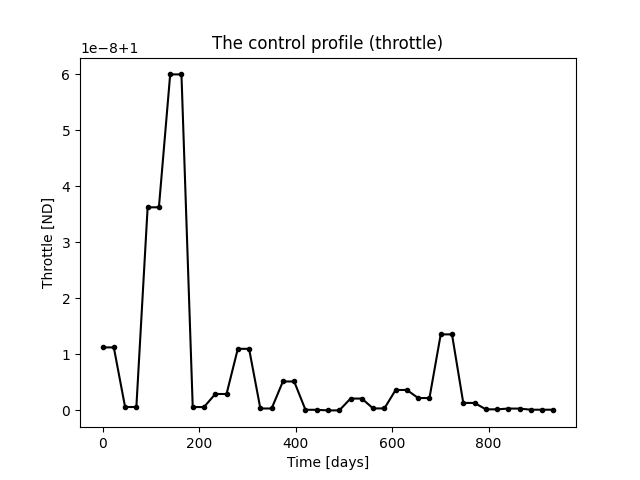 The control profile (throttle)
1e−8+1
6
5
4
3
2
1
0
Throttle [ND]
0 200 400 600 800
Time [days]